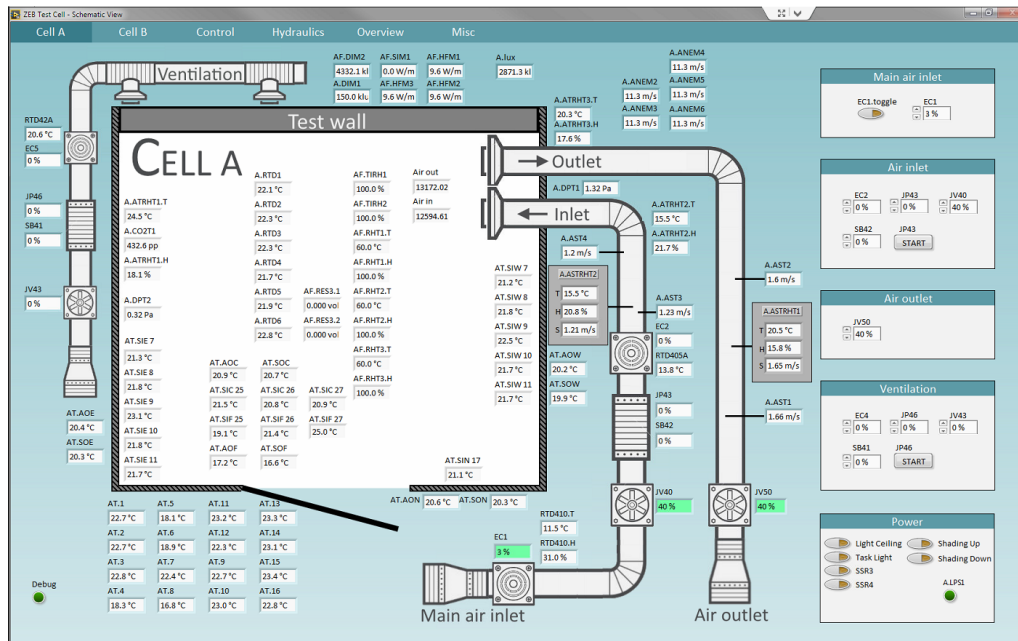 ZEB Test Cell - Schematic View
Cell A Cell B Control Hydraulics Overview Misc
Ventilation
RTD42A
20.6 °C
EC5
0 %
JP46
0 %
SB41
0 %
JV43
0 %
AT.AOE
20.4 °C
AT.SOE
20.3 °C
AF.DIM2 AF.SIM1 AF.HFM1
4332.1 kl 0.0 W/m 9.6 W/m
A.DIM1 AF.HFM3 AF.HFM2
150.0 klu 9.6 W/m 9.6 W/m
A.lux
2871.3 kl
A.ANEM4
11.3 m/s
A.ANEM2 A.ANEM5
11.3 m/s 11.3 m/s
A.ANEM3 A.ANEM6
11.3 m/s 11.3 m/s
A.ATRHT3.T
20.3 °C
A.ATRHT3.H
17.6 %
Test wall
CELL A
A.ATRHT1.T
24.5 °C
A.CO2T1
432.6 pp
A.ATRHT1.H
18.1 %
A.DPT2
0.32 Pa
AT.SIE 7
21.3 °C
AT.SIE 8
21.8 °C
AT.SIE 9
23.1 °C
AT.SIE 10
21.8 °C
AT.SIE 11
21.7 °C
A.RTD1
22.1 °C
A.RTD2
22.3 °C
A.RTD3
22.3 °C
A.RTD4
21.7 °C
A.RTD5
21.9 °C
A.RTD6
22.8 °C
AF.RES3.1
0.000 vol
AF.RES3.2
0.000 vol
AF.TIRH1
100.0 %
AF.TIRH2
100.0 %
AF.RHT1.T
60.0 °C
AF.RHT1.H
100.0 %
AF.RHT2.T
60.0 °C
AF.RHT2.H
100.0 %
AF.RHT3.T
60.0 °C
AF.RHT3.H
100.0 %
Air out
13172.02
Air in
12594.61
AT.AOC AT.SOC
20.9 °C 20.7 °C
AT.SIC 25 AT.SIC 26 AT.SIC 27
21.5 °C 20.8 °C 20.9 °C
AT.SIF 25 AT.SIF 26 AT.SIF 27
19.1 °C 21.4 °C 25.0 °C
AT.AOF AT.SOF
17.2 °C 16.6 °C
AT.SIW 7
21.2 °C
AT.SIW 8
21.8 °C
AT.SIW 9
22.5 °C
AT.SIW 10
21.7 °C
AT.SIW 11
21.7 °C
AT.SIN 17
21.1 °C
AT.AON 20.6 °C AT.SON 20.3 °C
Outlet
A.DPT1 1.32 Pa
Inlet
A.ATRHT2.T
15.5 °C
A.ATRHT2.H
21.7 %
A.AST4
1.2 m/s
A.ASTRHT2
T 15.5 °C
H 20.8 %
S 1.21 m/s
A.AST3
1.23 m/s
EC2
0 %
RTD405A
13.8 °C
AT.AOW
20.2 °C
AT.SOW
19.9 °C
JP43
0 %
SB42
0 %
A.AST2
1.6 m/s
A.ASTRHT1
T 20.5 °C
H 15.8 %
S 1.65 m/s
A.AST1
1.66 m/s
JV40
40 %
JV50
40 %
RTD410.T
11.5 °C
RTD410.H
31.0 %
EC1
3 %
Main air inlet
Air outlet
AT.1 AT.5 AT.11 AT.13
22.7 °C 18.1 °C 23.2 °C 23.3 °C
AT.2 AT.6 AT.12 AT.14
22.7 °C 18.9 °C 22.3 °C 23.1 °C
AT.3 AT.7 AT.9 AT.15
22.8 °C 22.4 °C 22.7 °C 23.4 °C
AT.4 AT.8 AT.10 AT.16
18.3 °C 16.8 °C 23.0 °C 22.8 °C
Debug
Main air inlet
EC1.toggle EC1
3 %
Air inlet
EC2 JP43 JV40
0 % 0 % 40 %
SB42 JP43
0 % START
Air outlet
JV50
40 %
Ventilation
EC4 JP46 JV43
0 % 0 % 0 %
SB41 JP46
0 % START
Power
Light Ceiling Shading Up
Task Light Shading Down
SSR3
SSR4
A.LPS1